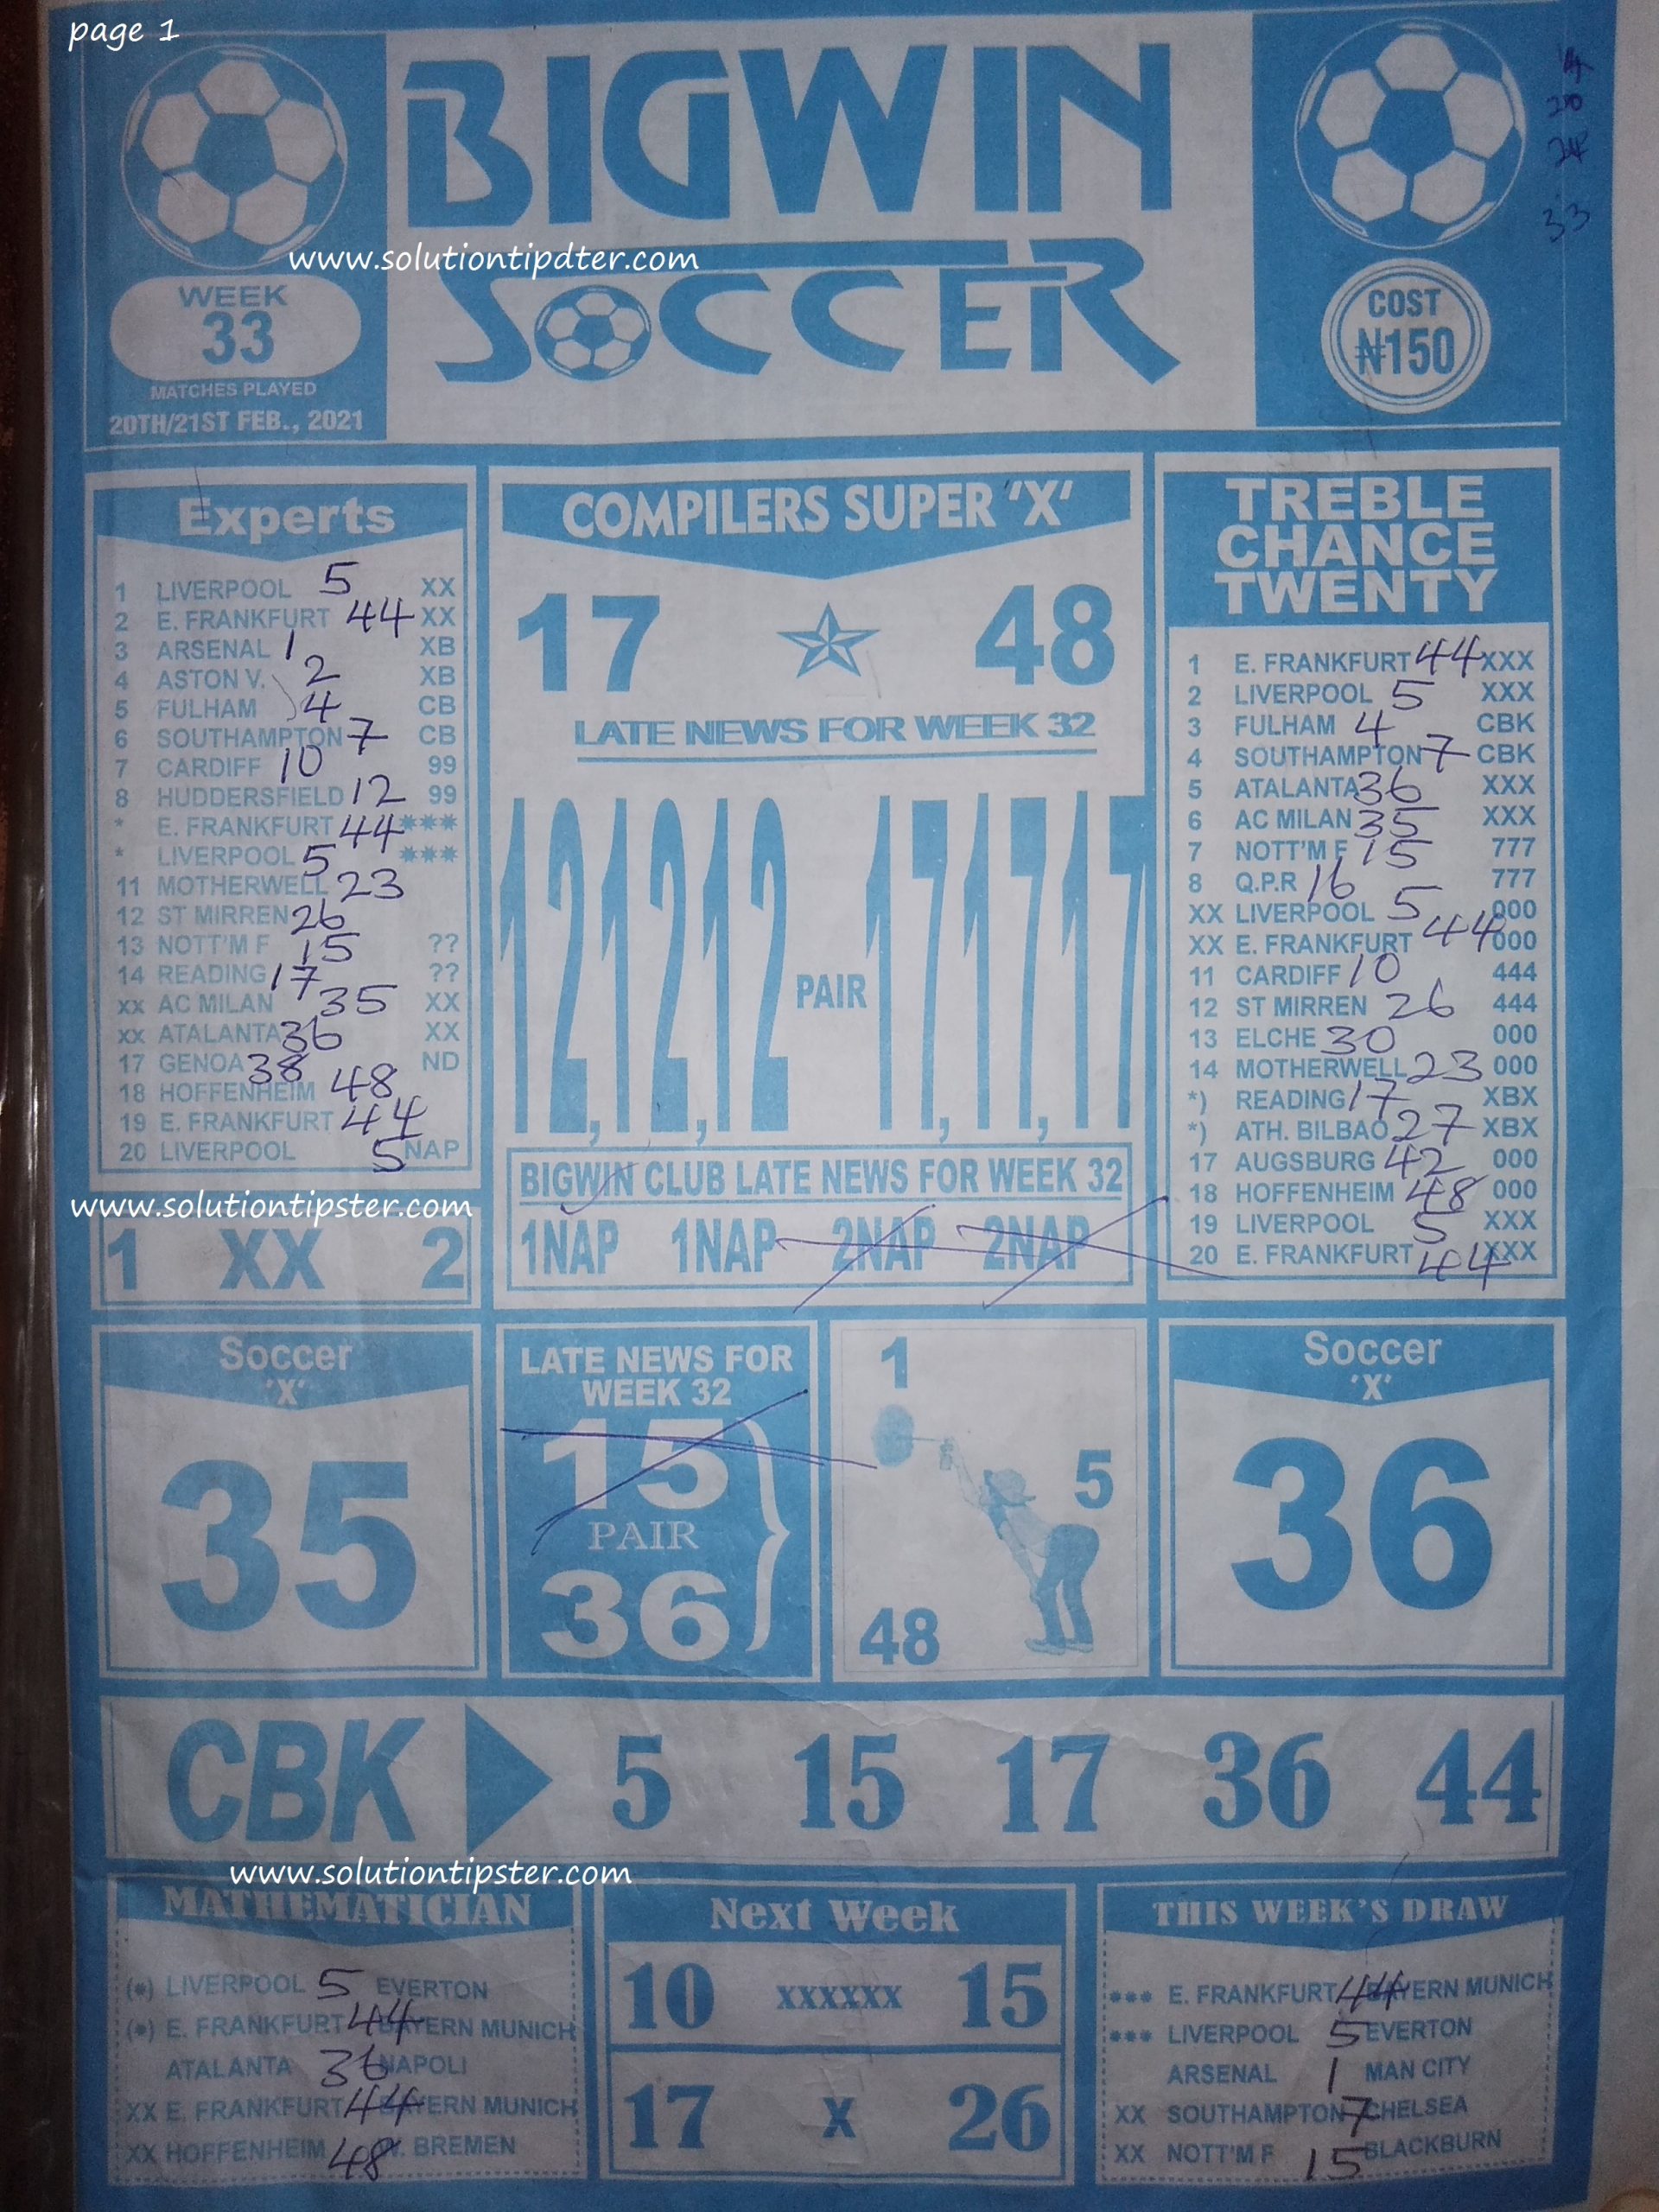 page 1
BIGWIN
SOCCER
www.solutiontipdter.com
WEEK
33
MATCHES PLAYED
20TH/21ST FEB., 2021
COST
₦150
33
Experts
1 LIVERPOOL 5 XX
2 E. FRANKFURT 44 XX
3 ARSENAL 1 XB
4 ASTON V. 2 XB
5 FULHAM 4 CB
6 SOUTHAMPTON 7 CB
7 CARDIFF 10 99
8 HUDDERSFIELD 12 99
* E. FRANKFURT 44 ***
* LIVERPOOL 5 ***
11 MOTHERWELL 23
12 ST MIRREN 26
13 NOTT'M F 15 ??
14 READING 17 ??
xx AC MILAN 35 XX
xx ATALANTA 36 XX
17 GENOA 38 ND
18 HOFFENHEIM 48
19 E. FRANKFURT 44
20 LIVERPOOL 5 NAP
www.solutiontipster.com
1 XX 2
COMPILERS SUPER 'X'
17 48
LATE NEWS FOR WEEK 32
12,12,12 PAIR 17,17,17
BIGWIN CLUB LATE NEWS FOR WEEK 32
1NAP 1NAP 2NAP 2NAP
TREBLE
CHANCE
TWENTY
1 E. FRANKFURT 44 XXX
2 LIVERPOOL 5 XXX
3 FULHAM 4 CBK
4 SOUTHAMPTON 7 CBK
5 ATALANTA 36 XXX
6 AC MILAN 35 XXX
7 NOTT'M F 15 777
8 Q.P.R 16 777
XX LIVERPOOL 5 000
XX E. FRANKFURT 44 000
11 CARDIFF 10 444
12 ST MIRREN 26 444
13 ELCHE 30 000
14 MOTHERWELL 23 000
*) READING 17 XBX
*) ATH. BILBAO 27 XBX
17 AUGSBURG 42 000
18 HOFFENHEIM 48 000
19 LIVERPOOL 5 XXX
20 E. FRANKFURT 44 XXX
Soccer
'X'
35
LATE NEWS FOR
WEEK 32
15
PAIR
36
1
5
48
Soccer
'X'
36
CBK 5 15 17 36 44
www.solutiontipster.com
MATHEMATICIAN
(*) LIVERPOOL 5 EVERTON
(*) E. FRANKFURT 44 BAYERN MUNICH
ATALANTA 36 NAPOLI
XX E. FRANKFURT 44 BAYERN MUNICH
XX HOFFENHEIM 48 W. BREMEN
Next Week
10 XXXXXX 15
17 X 26
THIS WEEK'S DRAW
*** E. FRANKFURT 44 BAYERN MUNICH
*** LIVERPOOL 5 EVERTON
ARSENAL 1 MAN CITY
XX SOUTHAMPTON 7 CHELSEA
XX NOTT'M F 15 BLACKBURN